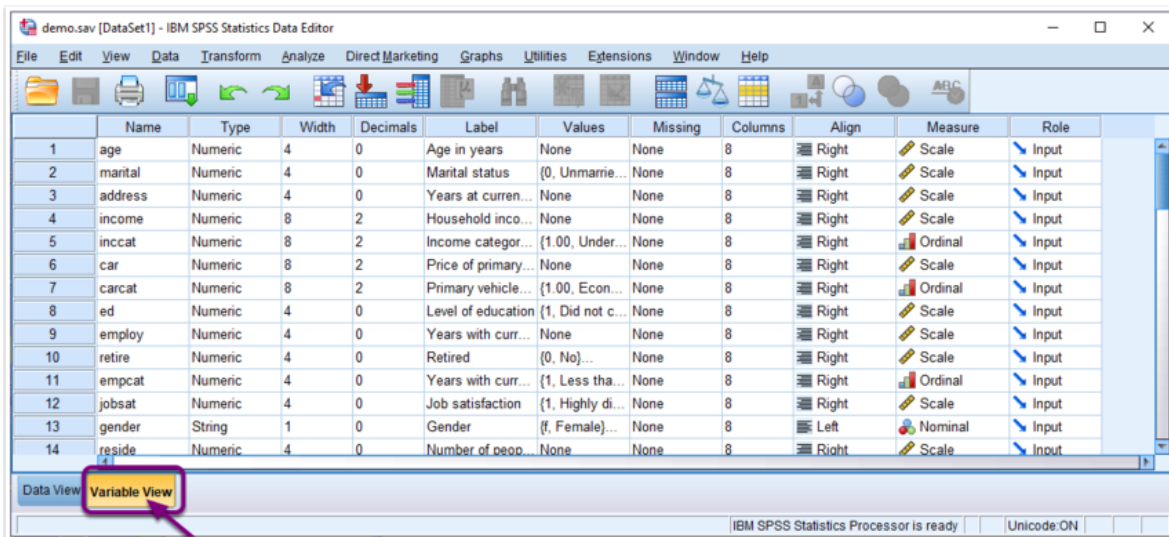 demo.sav [DataSet1] - IBM SPSS Statistics Data Editor
File Edit View Data Transform Analyze Direct Marketing Graphs Utilities Extensions Window Help
Name Type Width Decimals Label Values Missing Columns Align Measure Role
1 age Numeric 4 0 Age in years None None 8 Right Scale Input
2 marital Numeric 4 0 Marital status {0, Unmarrie... None 8 Right Scale Input
3 address Numeric 4 0 Years at curren... None None 8 Right Scale Input
4 income Numeric 8 2 Household inco... None None 8 Right Scale Input
5 inccat Numeric 8 2 Income categor... {1.00, Under... None 8 Right Ordinal Input
6 car Numeric 8 2 Price of primary... None None 8 Right Scale Input
7 carcat Numeric 8 2 Primary vehicle... {1.00, Econ... None 8 Right Ordinal Input
8 ed Numeric 4 0 Level of education {1, Did not c... None 8 Right Scale Input
9 employ Numeric 4 0 Years with curr... None None 8 Right Scale Input
10 retire Numeric 4 0 Retired {0, No}... None 8 Right Scale Input
11 empcat Numeric 4 0 Years with curr... {1, Less tha... None 8 Right Ordinal Input
12 jobsat Numeric 4 0 Job satisfaction {1, Highly di... None 8 Right Scale Input
13 gender String 1 0 Gender {f, Female}... None 8 Left Nominal Input
14 reside Numeric 4 0 Number of peop... None None 8 Right Scale Input
Data View Variable View
IBM SPSS Statistics Processor is ready Unicode:ON